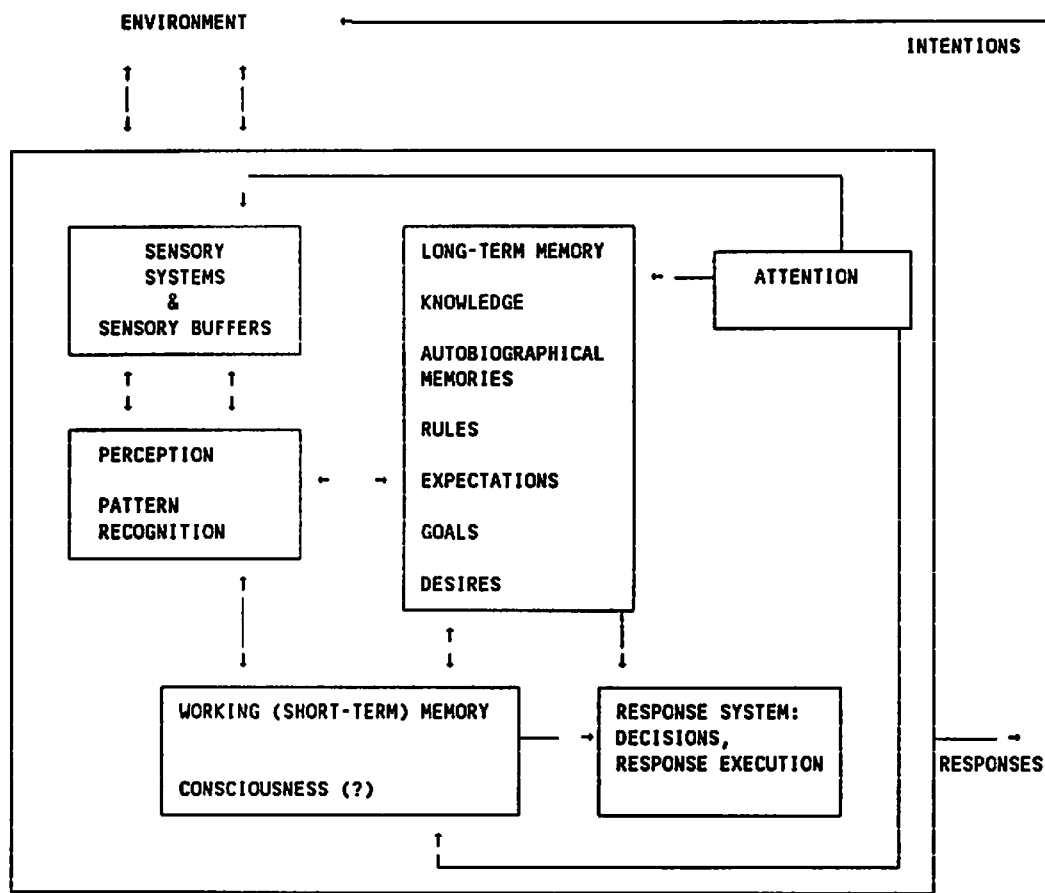 ENVIRONMENT
INTENTIONS
SENSORY
SYSTEMS
&
SENSORY BUFFERS
LONG-TERM MEMORY
KNOWLEDGE
AUTOBIOGRAPHICAL
MEMORIES
RULES
EXPECTATIONS
GOALS
DESIRES
ATTENTION
PERCEPTION
PATTERN
RECOGNITION
WORKING (SHORT-TERM) MEMORY
CONSCIOUSNESS (?)
RESPONSE SYSTEM:
DECISIONS,
RESPONSE EXECUTION
RESPONSES